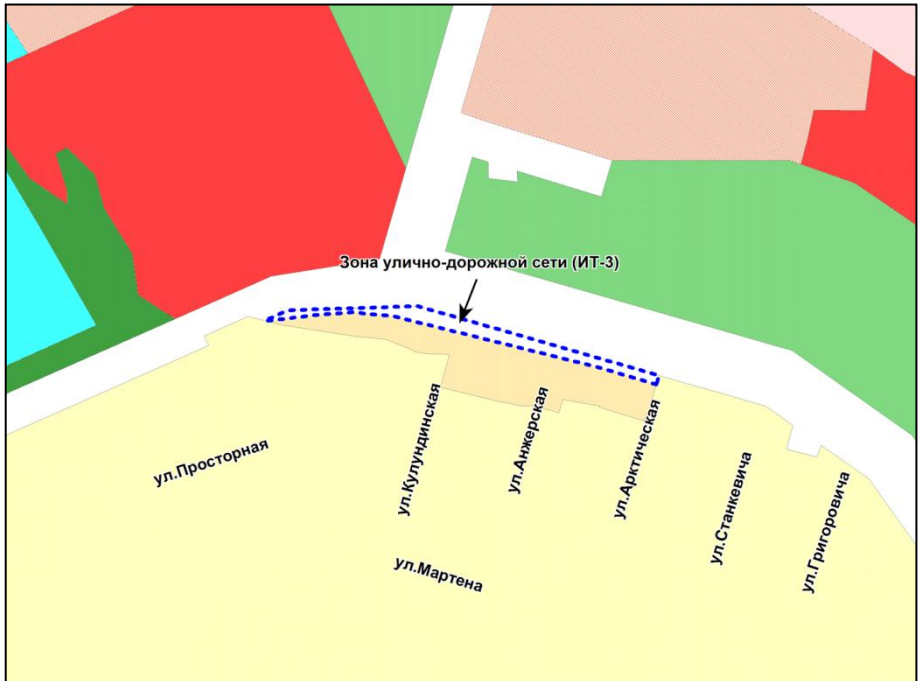 Зона улично-дорожной сети (ИТ-3)
ул.Просторная
ул.Кулундинская
ул.Анжерская
ул.Арктическая
ул.Станкевича
ул.Григоровича
ул.Мартена